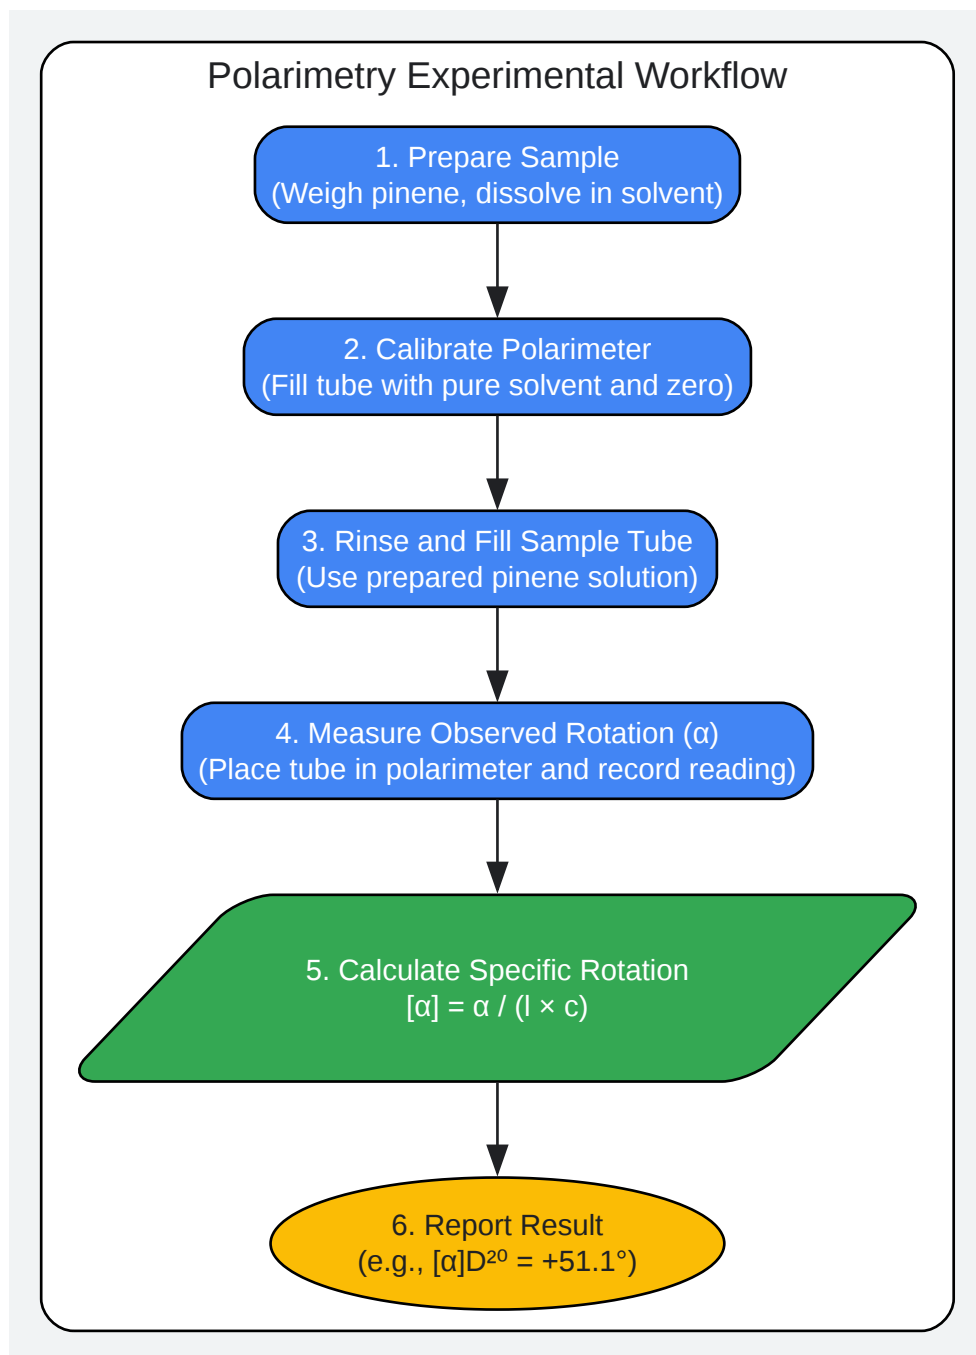 Polarimetry Experimental Workflow
1. Prepare Sample
(Weigh pinene, dissolve in solvent)
2. Calibrate Polarimeter
(Fill tube with pure solvent and zero)
3. Rinse and Fill Sample Tube
(Use prepared pinene solution)
4. Measure Observed Rotation (α)
(Place tube in polarimeter and record reading)
5. Calculate Specific Rotation
[α] = α / (l × c)
6. Report Result
(e.g., [α]D²⁰ = +51.1°)